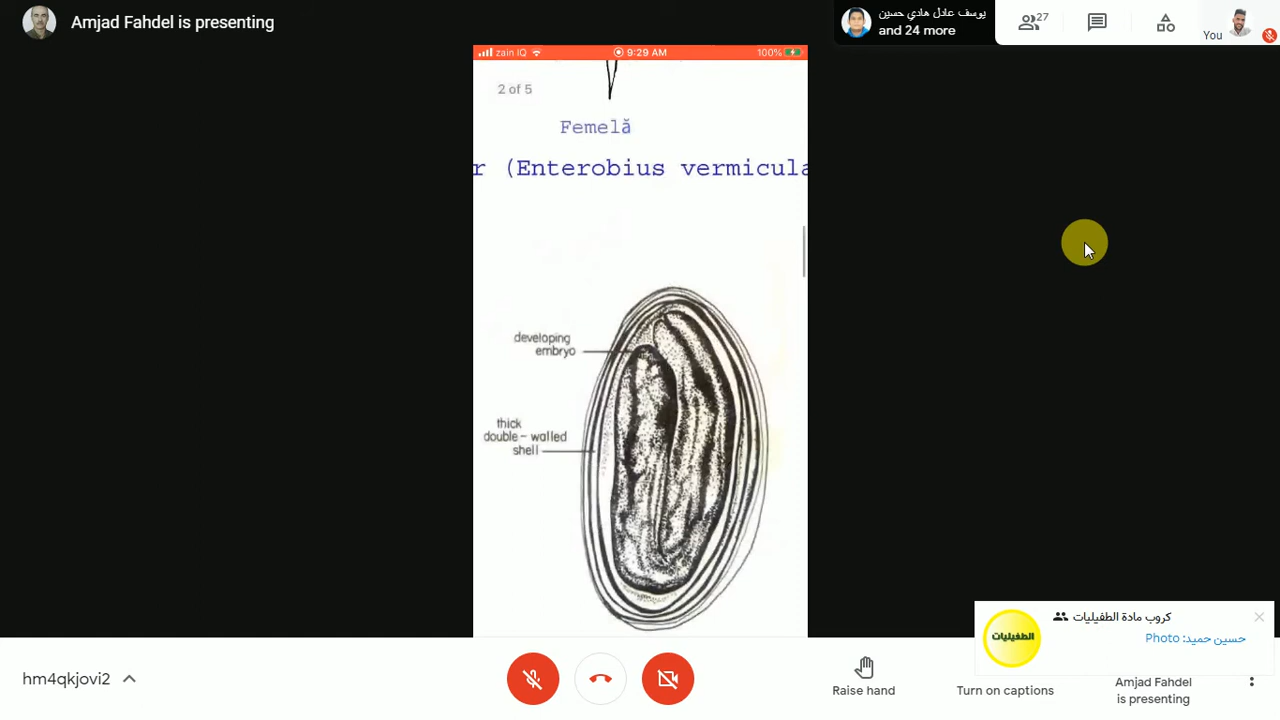 Amjad Fahdel is presenting
يوسف عادل هادي حسين
and 24 more
27
You
zain IQ
9:29 AM
100%
2 of 5
Femelă
r (Enterobius vermicula
developing
embryo
thick
double - walled
shell
كروب مادة الطفيليات
حسين حميد: Photo
الطفيليات
hm4qkjovi2
Raise hand
Turn on captions
Amjad Fahdel
is presenting